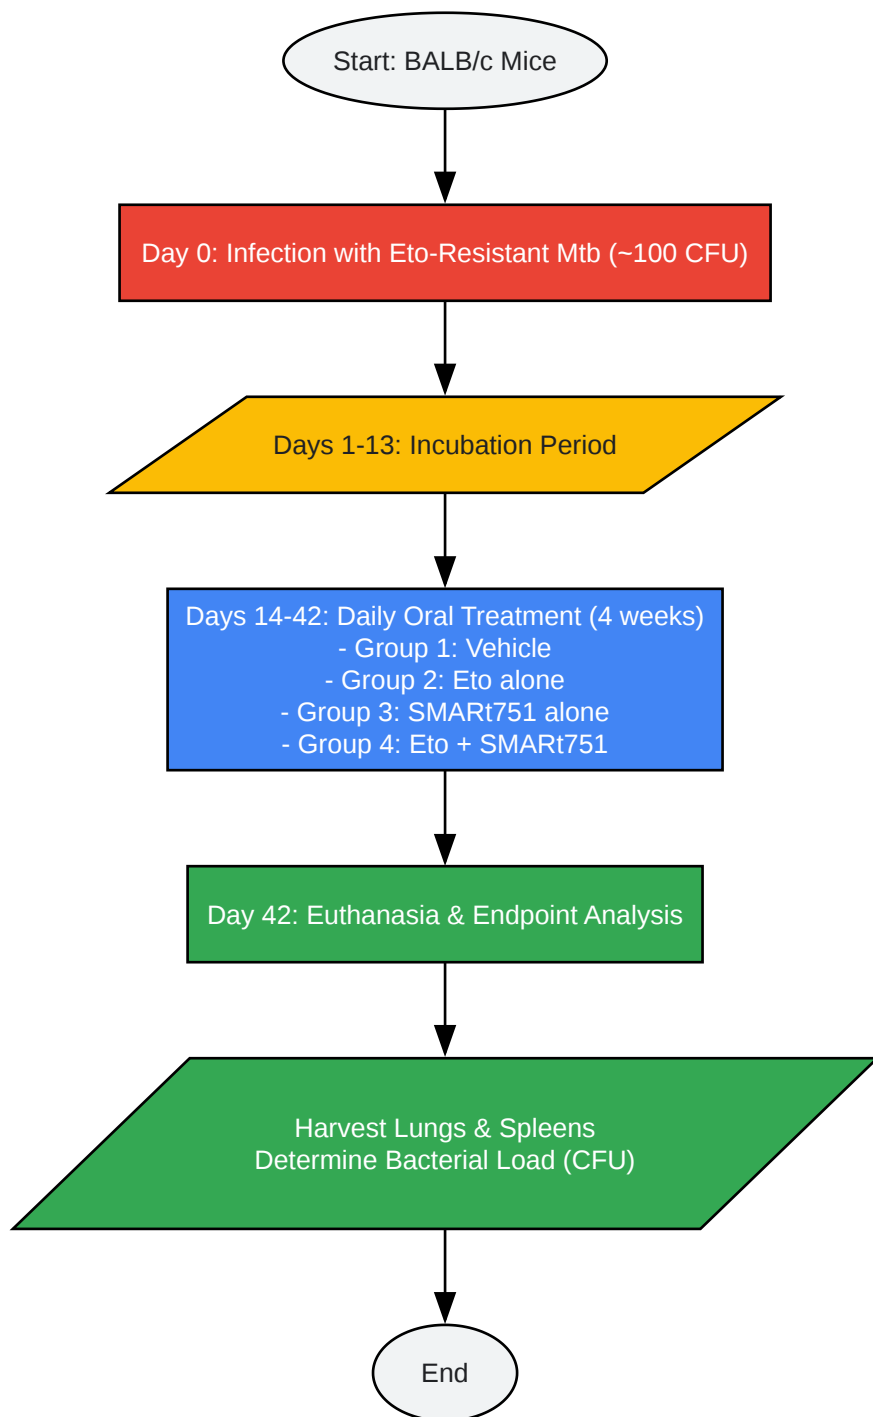 Start: BALB/c Mice
Day 0: Infection with Eto-Resistant Mtb (~100 CFU)
Days 1-13: Incubation Period
Days 14-42: Daily Oral Treatment (4 weeks)
- Group 1: Vehicle
- Group 2: Eto alone
- Group 3: SMARt751 alone
- Group 4: Eto + SMARt751
Day 42: Euthanasia & Endpoint Analysis
Harvest Lungs & Spleens
Determine Bacterial Load (CFU)
End